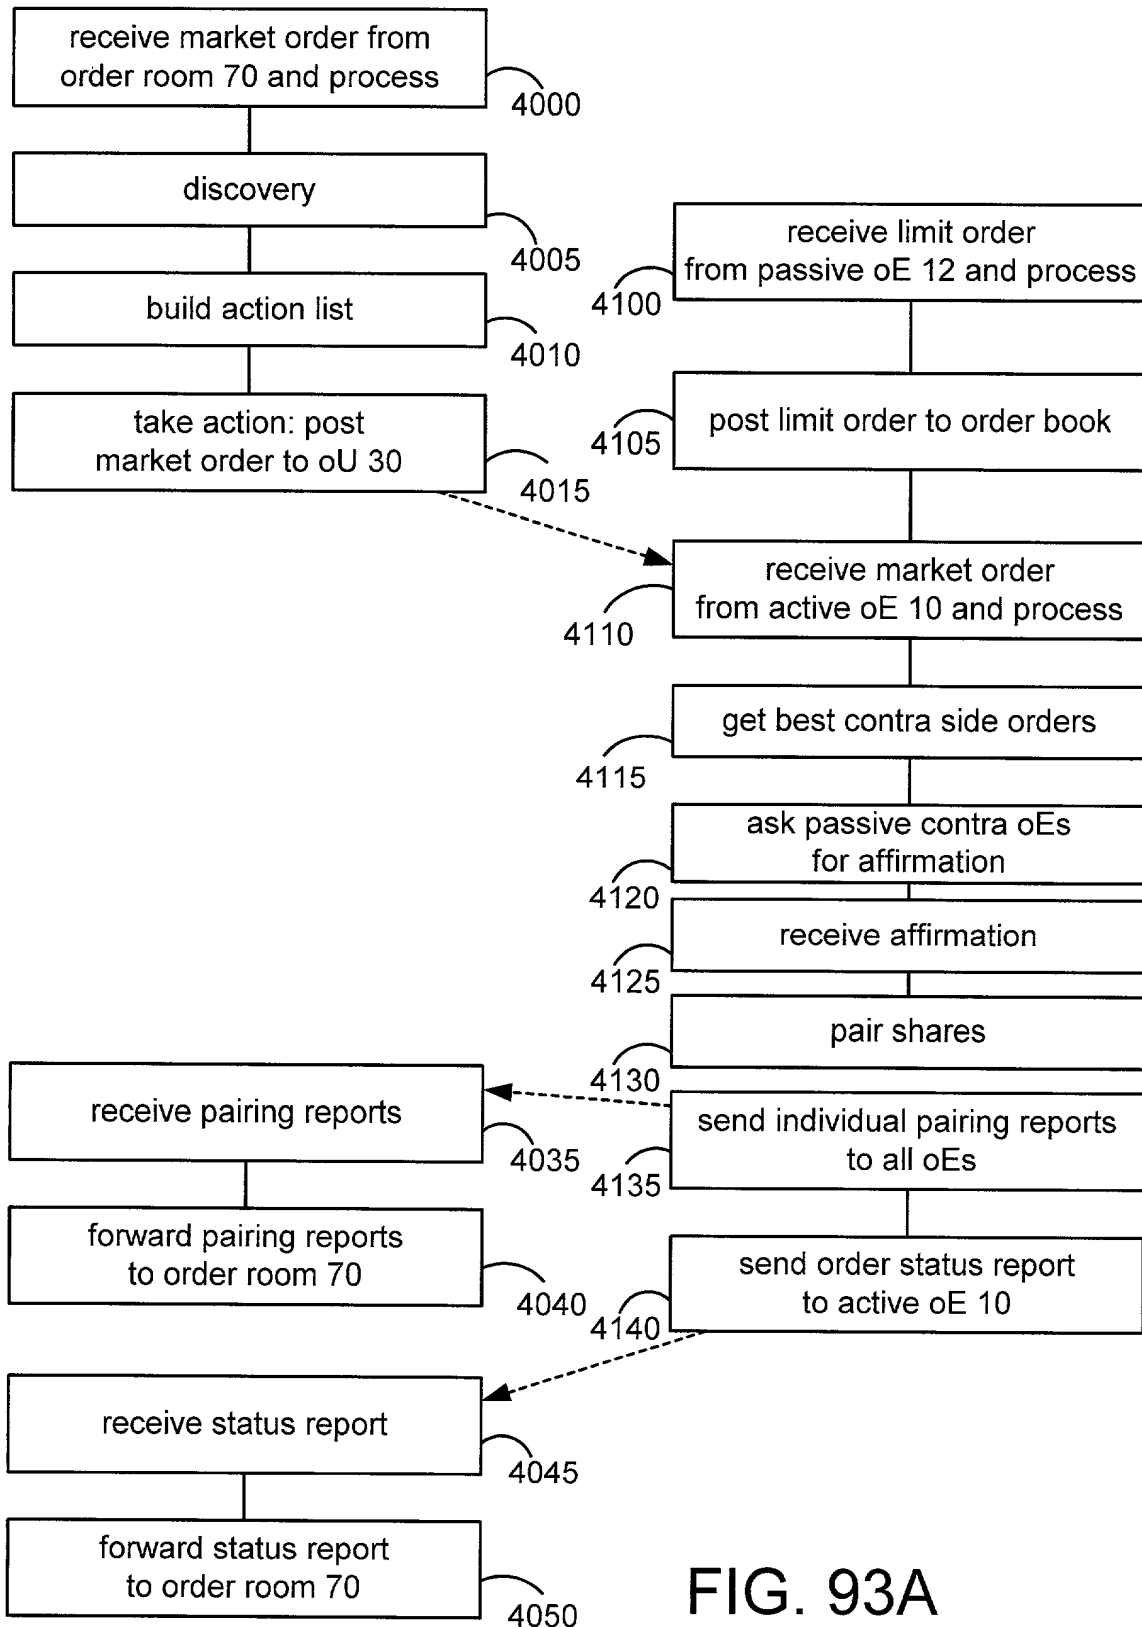 receive market order from
order room 70 and process
4000
discovery
4005
build action list
4010
take action: post
market order to oU 30
4015
receive limit order
from passive oE 12 and process
4100
post limit order to order book
4105
receive market order
from active oE 10 and process
4110
get best contra side orders
4115
ask passive contra oEs
for affirmation
4120
receive affirmation
4125
pair shares
4130
send individual pairing reports
to all oEs
4135
send order status report
to active oE 10
4140
receive pairing reports
4035
forward pairing reports
to order room 70
4040
receive status report
4045
forward status report
to order room 70
4050
FIG. 93A